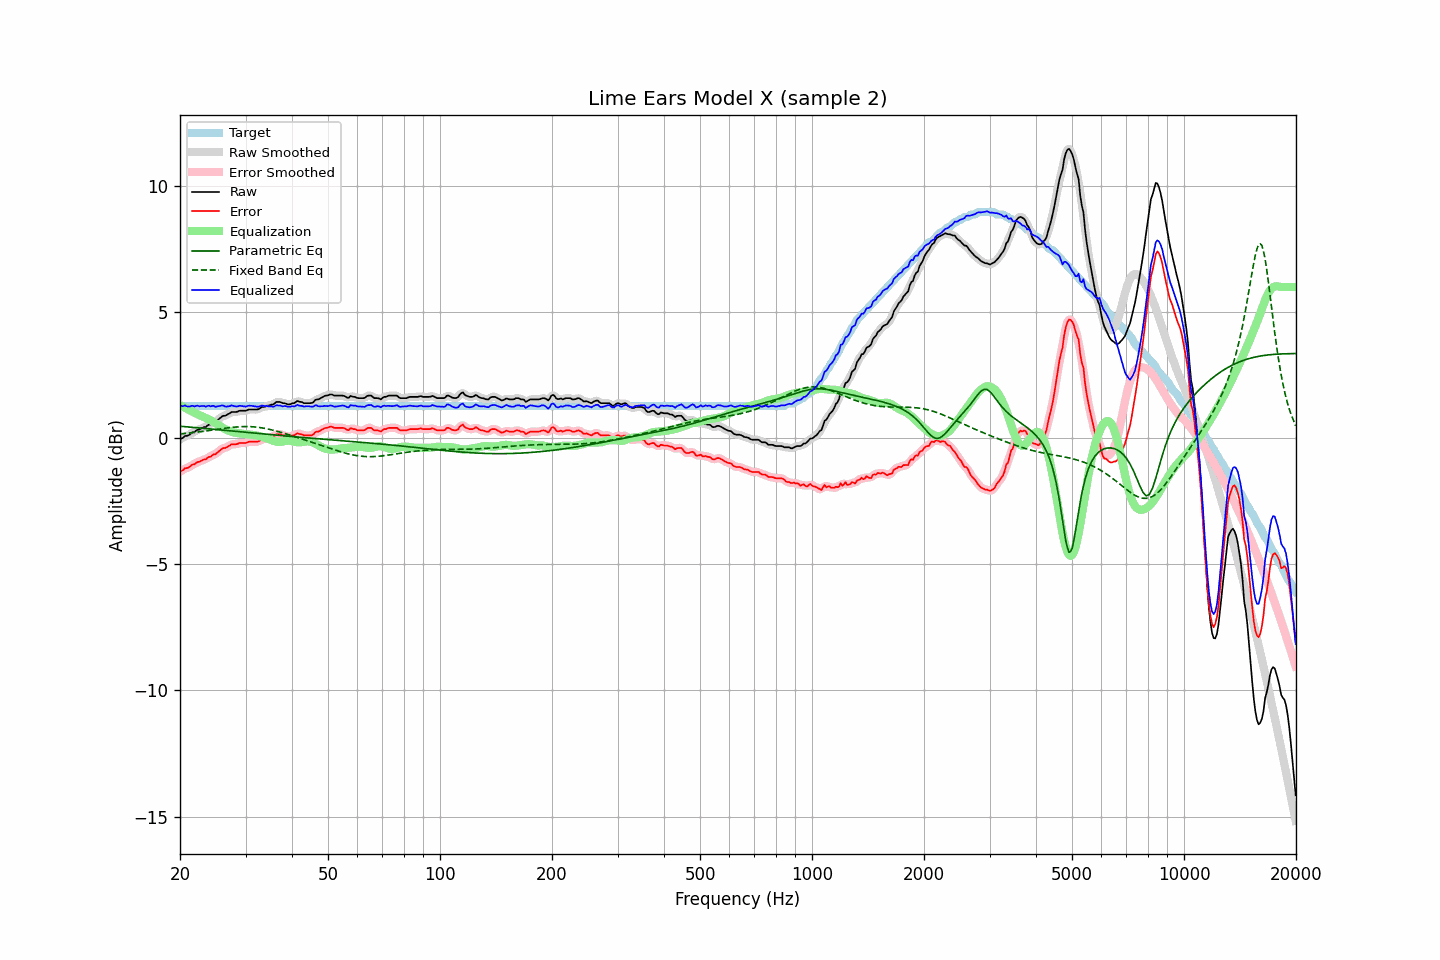 Lime Ears Model X (sample 2)
Target
Raw Smoothed
Error Smoothed
Raw
Error
Equalization
Parametric Eq
Fixed Band Eq
Equalized
Amplitude (dBr)
10
5
0
−5
−10
−15
20
50
100
200
500
1000
2000
5000
10000
20000
Frequency (Hz)